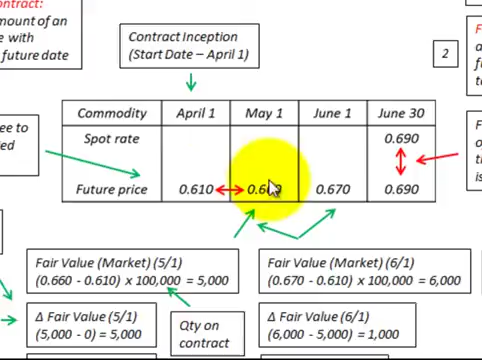 ontract:
mount of an
e with
future date
Contract Inception
(Start Date – April 1)
2
F
a
f
t
Commodity April 1 May 1 June 1 June 30
Spot rate 0.690
Future price 0.610 0.670 0.690
ee to
ed
F
o
th
is
Fair Value (Market) (5/1)
(0.660 - 0.610) x 100,000 = 5,000
Fair Value (Market) (6/1)
(0.670 - 0.610) x 100,000 = 6,000
Δ Fair Value (5/1)
(5,000 - 0) = 5,000
Qty on
contract
Δ Fair Value (6/1)
(6,000 - 5,000) = 1,000